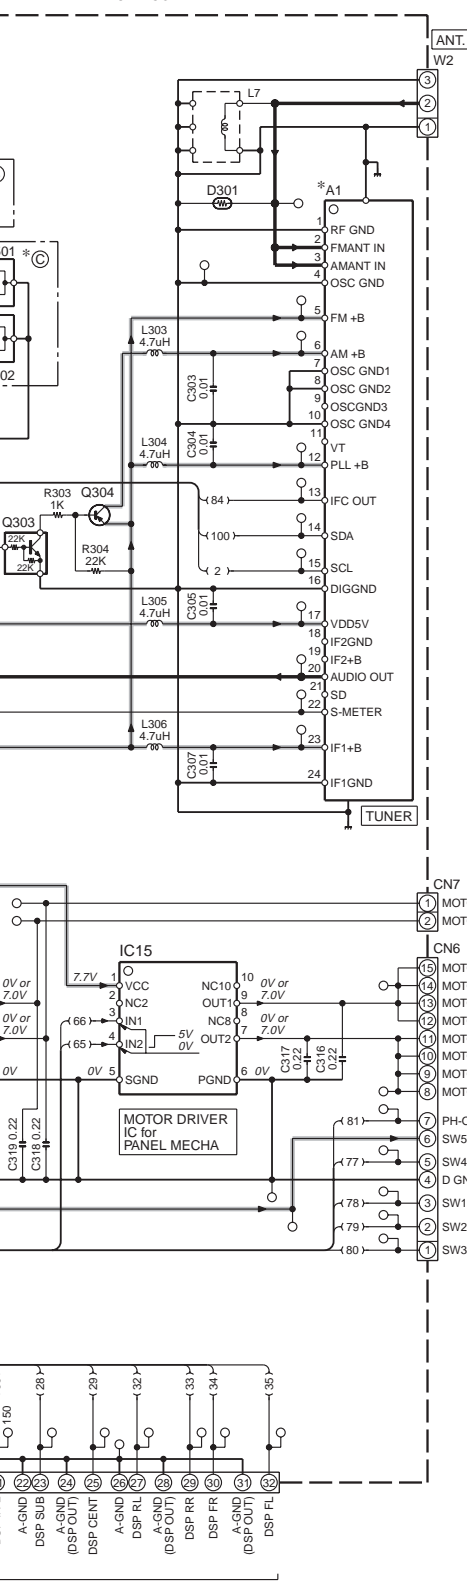 ANT.
W2
3
2
1
L7
D301
*A1
1 RF GND
2 FMANT IN
3 AMANT IN
4 OSC GND
5 FM +B
6 AM +B
7 OSC GND1
8 OSC GND2
9 OSCGND3
10 OSC GND4
11 VT
12 PLL +B
13 IFC OUT
14 SDA
15 SCL
16 DIGGND
17 VDD5V
18 IF2GND
19 IF2+B
20 AUDIO OUT
21 SD
22 S-METER
23 IF1+B
24 IF1GND
TUNER
*
C
L303
4.7uH
C303
0.01
L304
4.7uH
C304
0.01
84
100
2
R303
1K
Q304
Q303
22K
22K
R304
22K
L305
4.7uH
C305
0.01
L306
4.7uH
C307
0.01
CN7
1 MOT
2 MOT
CN6
15 MOT
14 MOT
13 MOT
12 MOT
11 MOT
10 MOT
9 MOT
8 MOT
7 PH-C
6 SW5
5 SW4
4 D GN
3 SW1
2 SW2
1 SW3
IC15
7.7V 1 VCC
2 NC2
3 IN1
4 IN2
0V 5 SGND
NC10 10
OUT1 9
NC8 8
OUT2 7
PGND 6 0V
0V or
7.0V
0V or
7.0V
0V or
7.0V
0V or
7.0V
0V
66
65
5V
0V
C317
0.22
C316
0.22
MOTOR DRIVER
IC for
PANEL MECHA
C319 0.22
C318 0.22
81
77
78
79
80
28
29
32
33
34
35
150
22 A-GND
23 DSP SUB
24 A-GND
(DSP OUT)
25 DSP CENT
26 A-GND
27 DSP RL
28 A-GND
(DSP OUT)
29 DSP RR
30 DSP FR
31 A-GND
(DSP OUT)
32 DSP FL